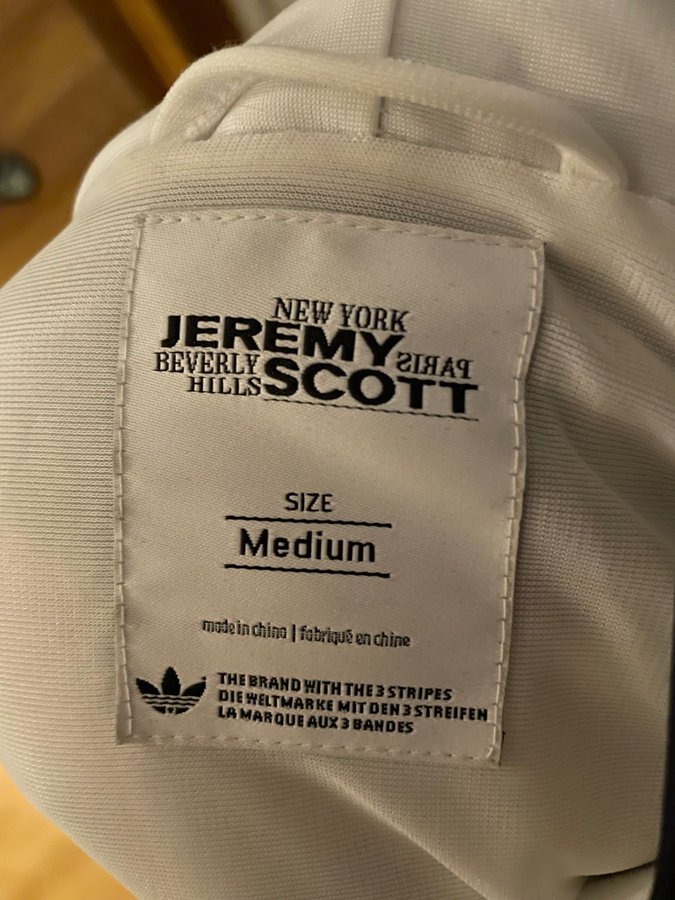 NEW YORK
JEREMY
BEVERLY PARIS
HILLS SCOTT
SIZE
Medium
made in china | fabriqué en chine
THE BRAND WITH THE 3 STRIPES
DIE WELTMARKE MIT DEN 3 STREIFEN
LA MARQUE AUX 3 BANDES